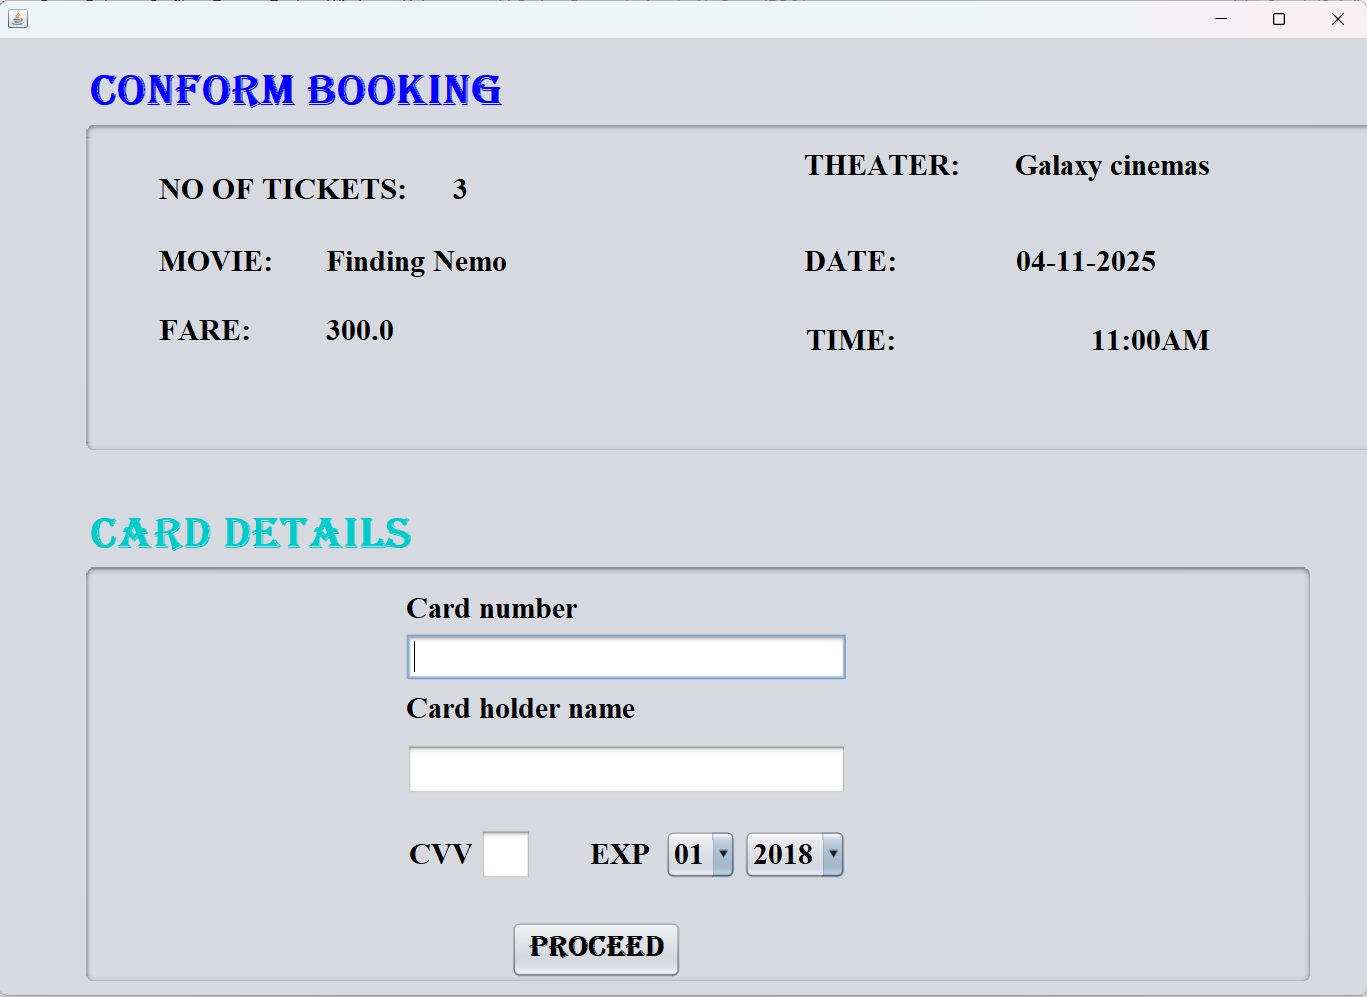 CONFORM BOOKING
NO OF TICKETS: 3
THEATER: Galaxy cinemas
MOVIE: Finding Nemo
DATE: 04-11-2025
FARE: 300.0
TIME: 11:00AM
CARD DETAILS
Card number
Card holder name
CVV EXP 01 2018
PROCEED